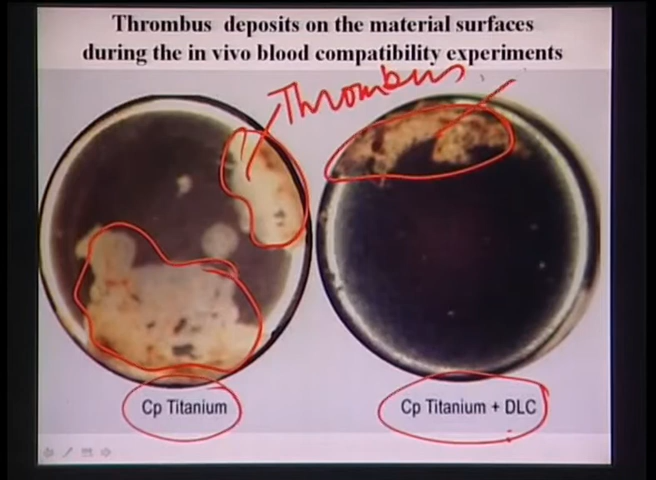 Thrombus deposits on the material surfaces
during the in vivo blood compatibility experiments
Thrombus
Cp Titanium
Cp Titanium + DLC